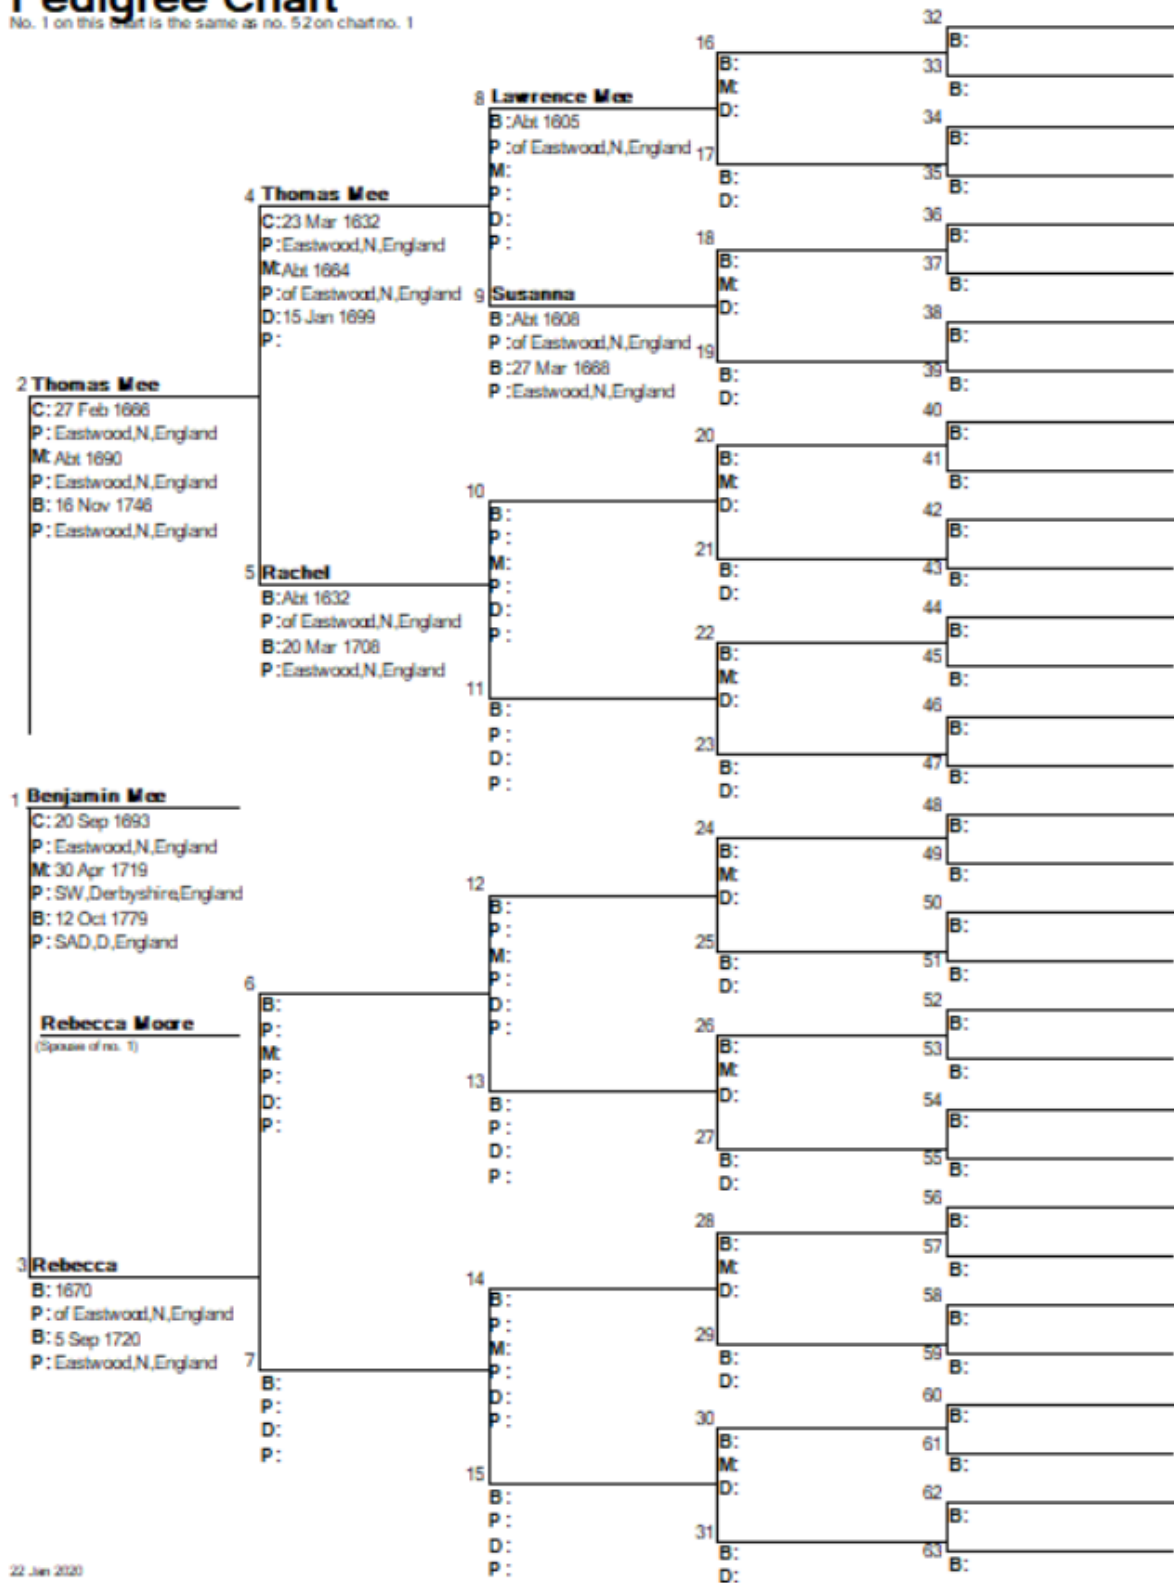 Pedigree Chart
No. 1 on this chart is the same as no. 52 on chart no. 1
2 Thomas Mee
C: 27 Feb 1666
P: Eastwood,N,England
M: Abt 1690
P: Eastwood,N,England
B: 16 Nov 1746
P: Eastwood,N,England
1 Benjamin Mee
C: 20 Sep 1693
P: Eastwood,N,England
M: 30 Apr 1719
P: SW,Derbyshire,England
B: 12 Oct 1779
P: SAD,D,England
Rebecca Moore
(Spouse of no. 1)
3 Rebecca
B: 1670
P: of Eastwood,N,England
B: 5 Sep 1720
P: Eastwood,N,England
4 Thomas Mee
C: 23 Mar 1632
P: Eastwood,N,England
M: Abt 1664
P: of Eastwood,N,England
D: 15 Jan 1699
P:
5 Rachel
B: Abt 1632
P: of Eastwood,N,England
B: 20 Mar 1708
P: Eastwood,N,England
6
B:
P:
M:
P:
D:
P:
7
B:
P:
D:
P:
8 Lawrence Mee
B: Abt 1605
P: of Eastwood,N,England
M:
P:
D:
P:
9 Susanna
B: Abt 1608
P: of Eastwood,N,England
B: 27 Mar 1668
P: Eastwood,N,England
10
B:
P:
M:
P:
D:
P:
11
B:
P:
D:
P:
12
B:
P:
M:
P:
D:
P:
13
B:
P:
D:
P:
14
B:
P:
M:
P:
D:
P:
15
B:
P:
D:
P:
16
B:
M:
D:
17
B:
D:
18
B:
M:
D:
19
B:
D:
20
B:
M:
D:
21
B:
D:
22
B:
M:
D:
23
B:
D:
24
B:
M:
D:
25
B:
D:
26
B:
M:
D:
27
B:
D:
28
B:
M:
D:
29
B:
D:
30
B:
M:
D:
31
B:
D:
32
B:
33
B:
34
B:
35
B:
36
B:
37
B:
38
B:
39
B:
40
B:
41
B:
42
B:
43
B:
44
B:
45
B:
46
B:
47
B:
48
B:
49
B:
50
B:
51
B:
52
B:
53
B:
54
B:
55
B:
56
B:
57
B:
58
B:
59
B:
60
B:
61
B:
62
B:
63
B:
22 Jan 2020